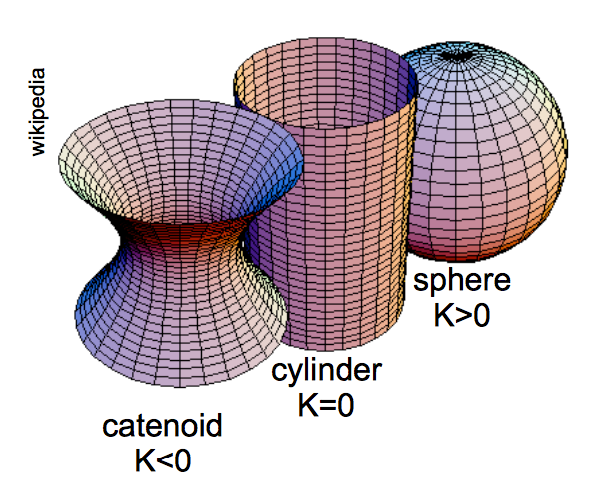 wikipedia
sphere
K>0
cylinder
K=0
catenoid
K<0